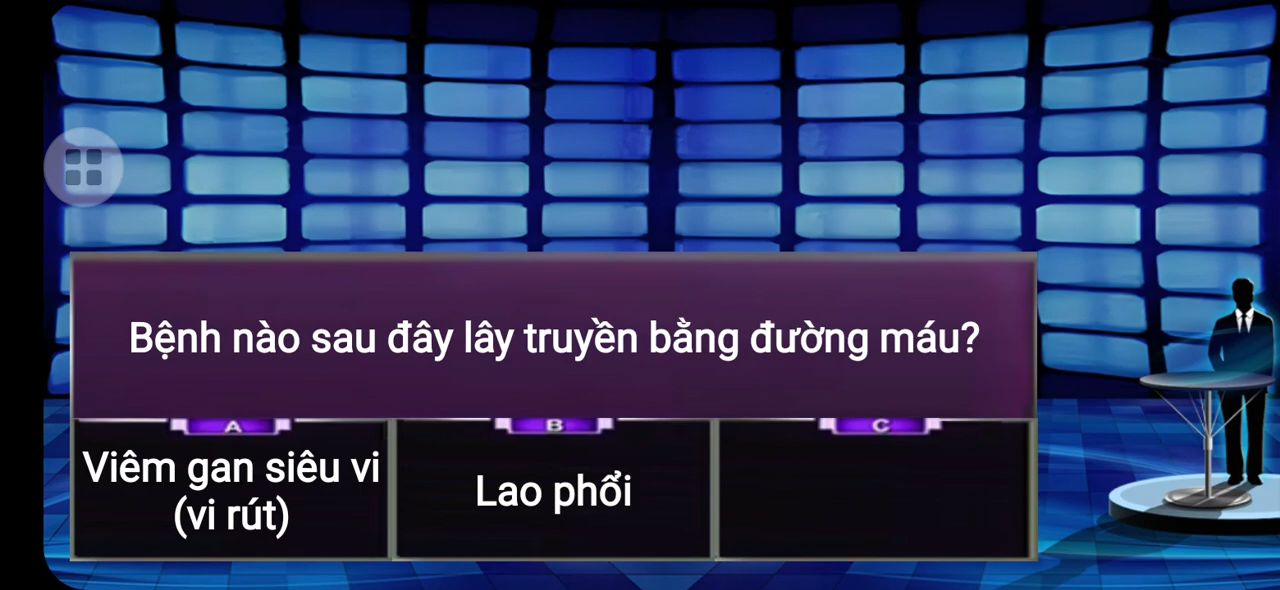 Bệnh nào sau đây lây truyền bằng đường máu?
A
B
C
Viêm gan siêu vi
(vi rút)
Lao phổi